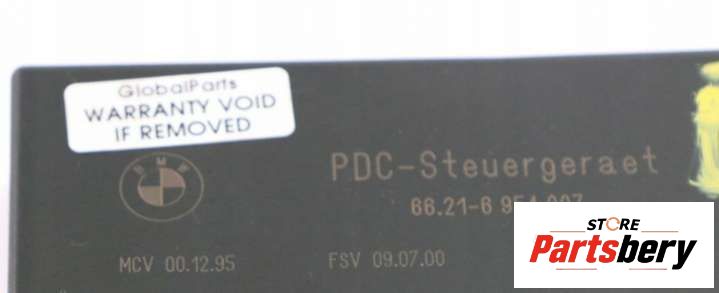 GlobalParts
WARRANTY VOID
IF REMOVED
BMW
PDC-Steuergeraet
66.21-6
MCV 00.12.95
FSV 09.07.00
STORE
Partsbery